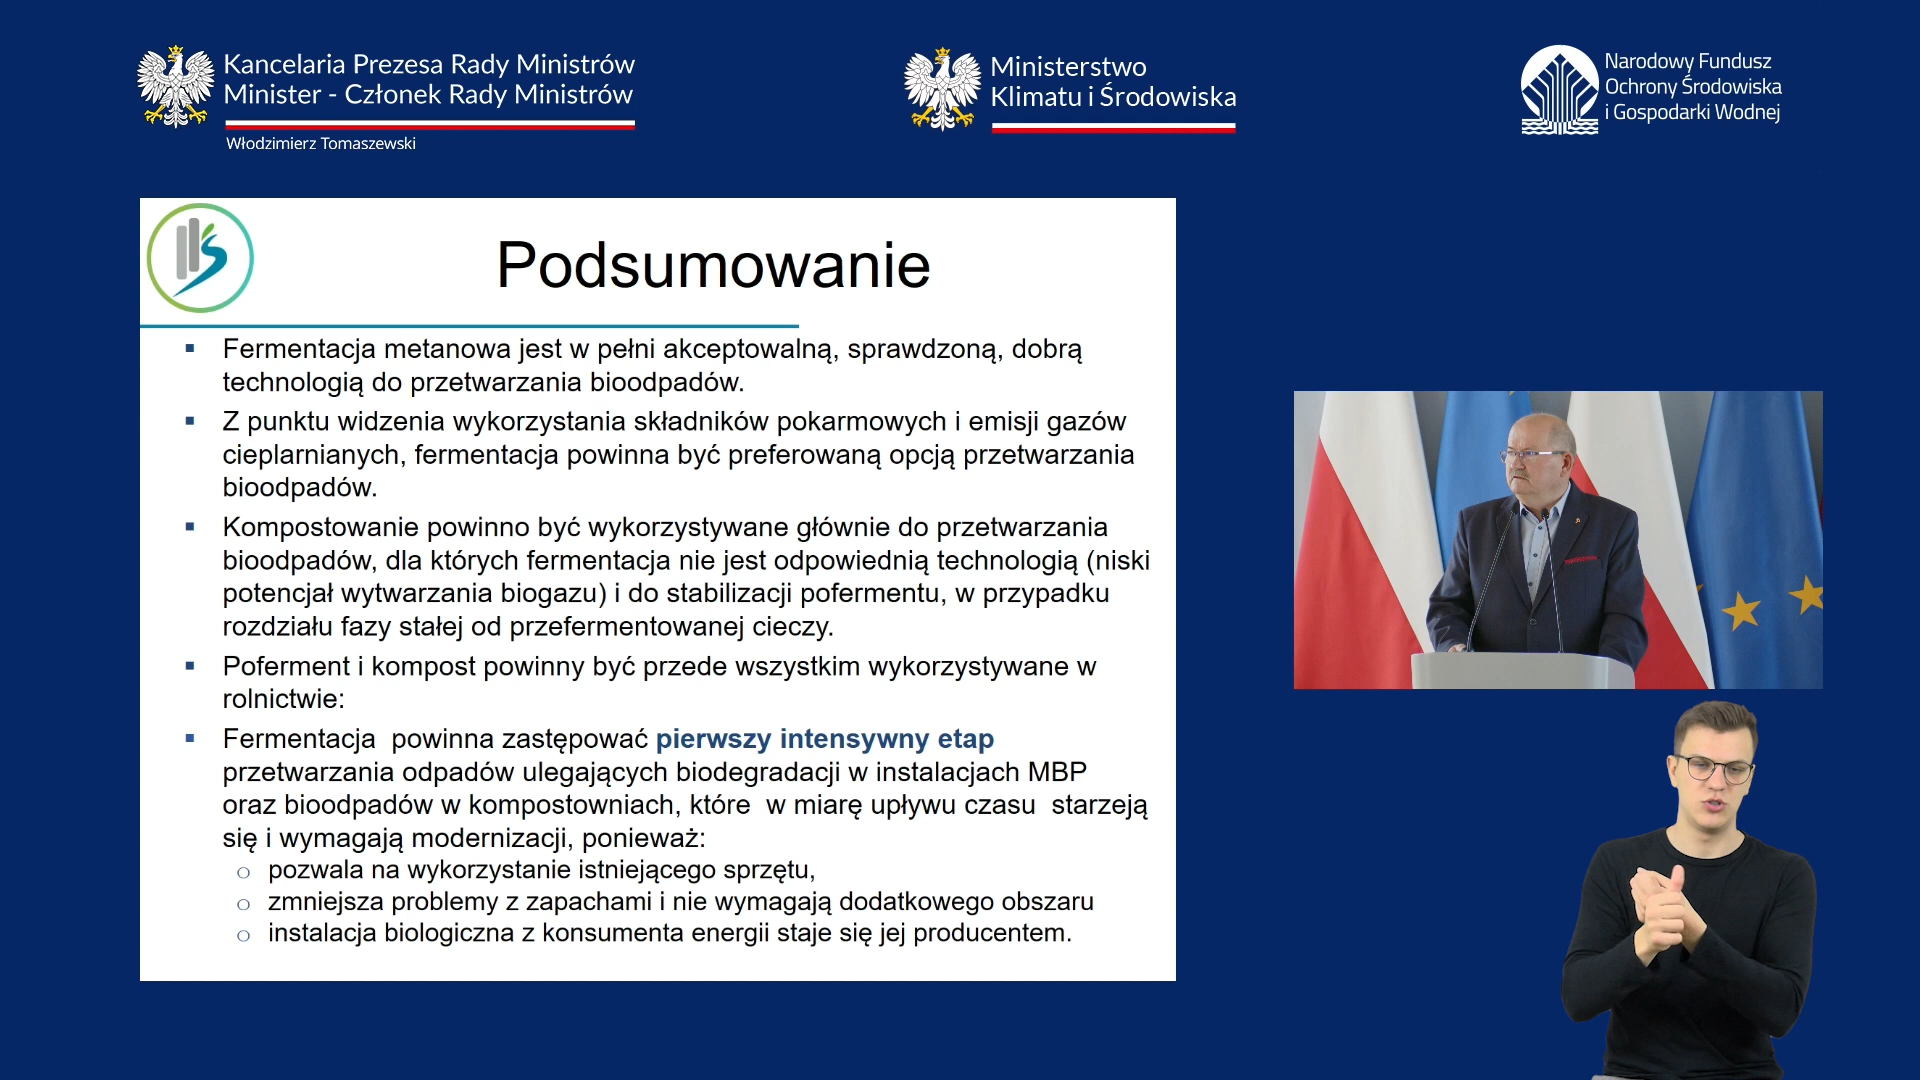 Kancelaria Prezesa Rady Ministrów
Minister - Członek Rady Ministrów
Włodzimierz Tomaszewski
Ministerstwo
Klimatu i Środowiska
Narodowy Fundusz
Ochrony Środowiska
i Gospodarki Wodnej
Podsumowanie
▪ Fermentacja metanowa jest w pełni akceptowalną, sprawdzoną, dobrą
technologią do przetwarzania bioodpadów.
▪ Z punktu widzenia wykorzystania składników pokarmowych i emisji gazów
cieplarnianych, fermentacja powinna być preferowaną opcją przetwarzania
bioodpadów.
▪ Kompostowanie powinno być wykorzystywane głównie do przetwarzania
bioodpadów, dla których fermentacja nie jest odpowiednią technologią (niski
potencjał wytwarzania biogazu) i do stabilizacji pofermentu, w przypadku
rozdziału fazy stałej od przefermentowanej cieczy.
▪ Poferment i kompost powinny być przede wszystkim wykorzystywane w
rolnictwie:
▪ Fermentacja  powinna zastępować pierwszy intensywny etap
przetwarzania odpadów ulegających biodegradacji w instalacjach MBP
oraz bioodpadów w kompostowniach, które  w miarę upływu czasu  starzeją
się i wymagają modernizacji, ponieważ:
○ pozwala na wykorzystanie istniejącego sprzętu,
○ zmniejsza problemy z zapachami i nie wymagają dodatkowego obszaru
○ instalacja biologiczna z konsumenta energii staje się jej producentem.